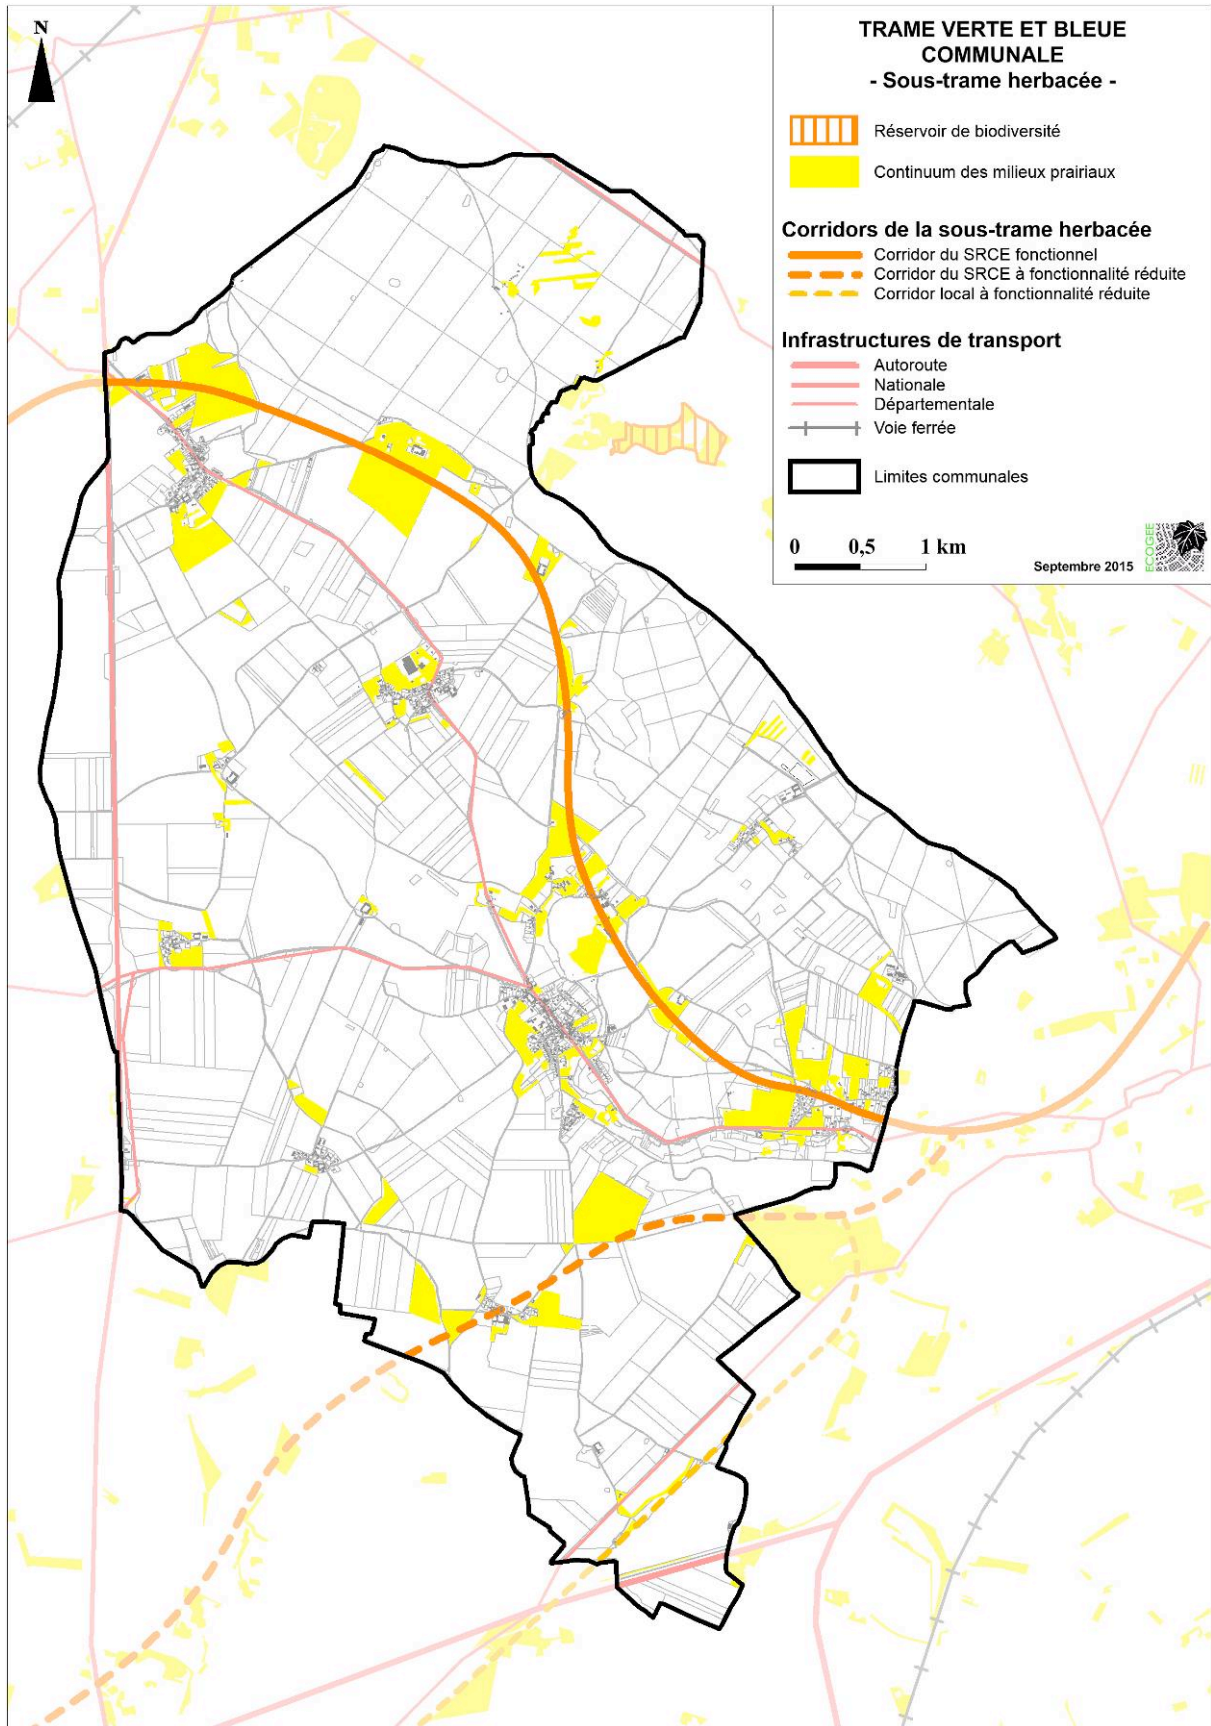 N
TRAME VERTE ET BLEUE
COMMUNALE
- Sous-trame herbacée -
Réservoir de biodiversité
Continuum des milieux prairiaux
Corridors de la sous-trame herbacée
Corridor du SRCE fonctionnel
Corridor du SRCE à fonctionnalité réduite
Corridor local à fonctionnalité réduite
Infrastructures de transport
Autoroute
Nationale
Départementale
Voie ferrée
Limites communales
0 0,5 1 km
Septembre 2015
ECOGEE